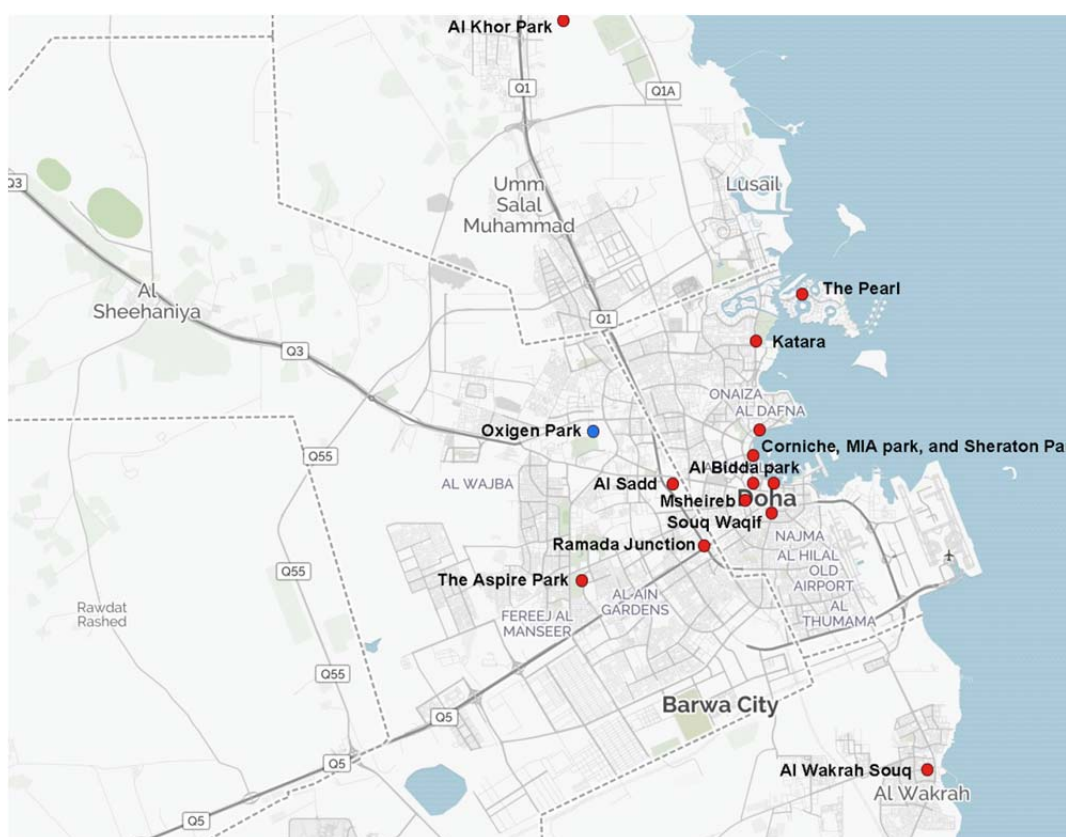 Al Khor Park
Q1
Q1A
Umm
Salal
Muhammad
Lusail
Q3
Al
Sheehaniya
The Pearl
Q1
Katara
Q3
ONAIZA
AL DAFNA
Oxigen Park
Corniche, MIA park, and Sheraton Pa
Al Bidda park
Q55
AL WAJBA
Al Sadd
Msheireb
Doha
Souq Waqif
NAJMA
Ramada Junction
AL HILAL
OLD
AIRPORT
Q55
The Aspire Park
AL-AIN
GARDENS
AL
THUMAMA
Rawdat
Rashed
FEREEJ AL
MANSEER
Q55
Barwa City
Q5
Q5
Al Wakrah Souq
Al Wakrah
Q5